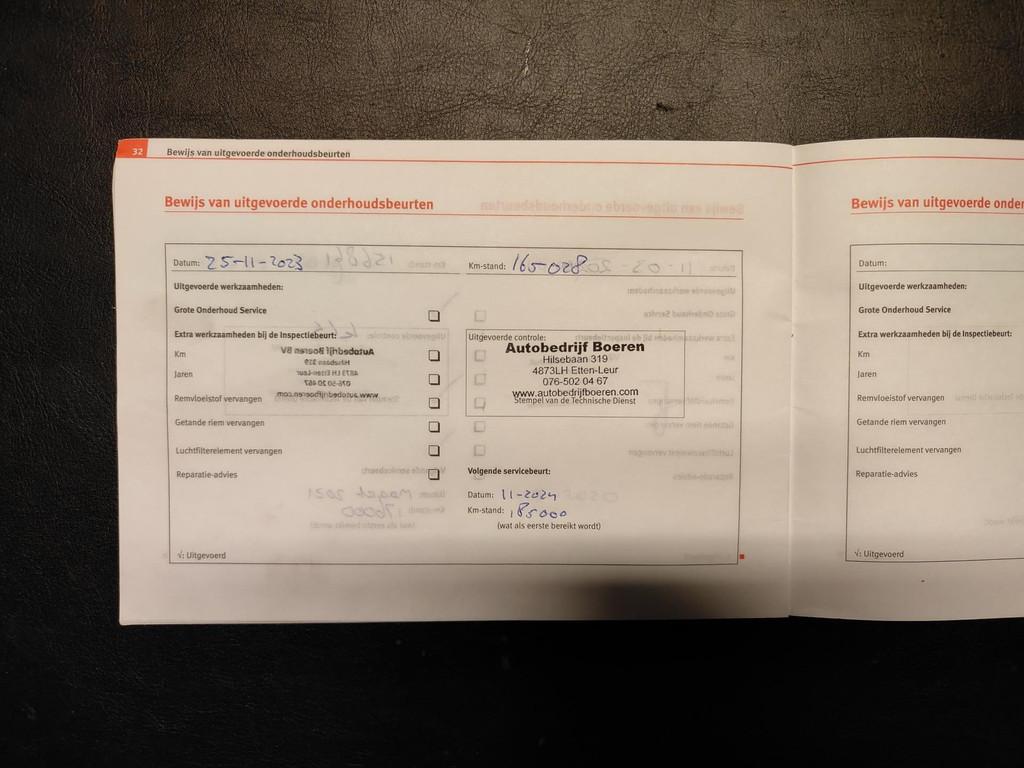 32 Bewijs van uitgevoerde onderhoudsbeurten
Bewijs van uitgevoerde onderhoudsbeurten
Datum: 25-11-2023
Km-stand: 165028
Uitgevoerde werkzaamheden:
Grote Onderhoud Service
Extra werkzaamheden bij de Inspectiebeurt:
Km
Jaren
Remvloeistof vervangen
Getande riem vervangen
Luchtfilterelement vervangen
Reparatie-advies
√: Uitgevoerd
Uitgevoerde controle:
Autobedrijf Boeren
Hilsebaan 319
4873LH Etten-Leur
076-502 04 67
www.autobedrijfboeren.com
Stempel van de Technische Dienst
Volgende servicebeurt:
Datum: 11-2024
Km-stand: 185000
(wat als eerste bereikt wordt)
Bewijs van uitgevoerde onder
Datum:
Uitgevoerde werkzaamheden:
Grote Onderhoud Service
Extra werkzaamheden bij de Inspectiebeurt:
Km
Jaren
Remvloeistof vervangen
Getande riem vervangen
Luchtfilterelement vervangen
Reparatie-advies
√: Uitgevoerd